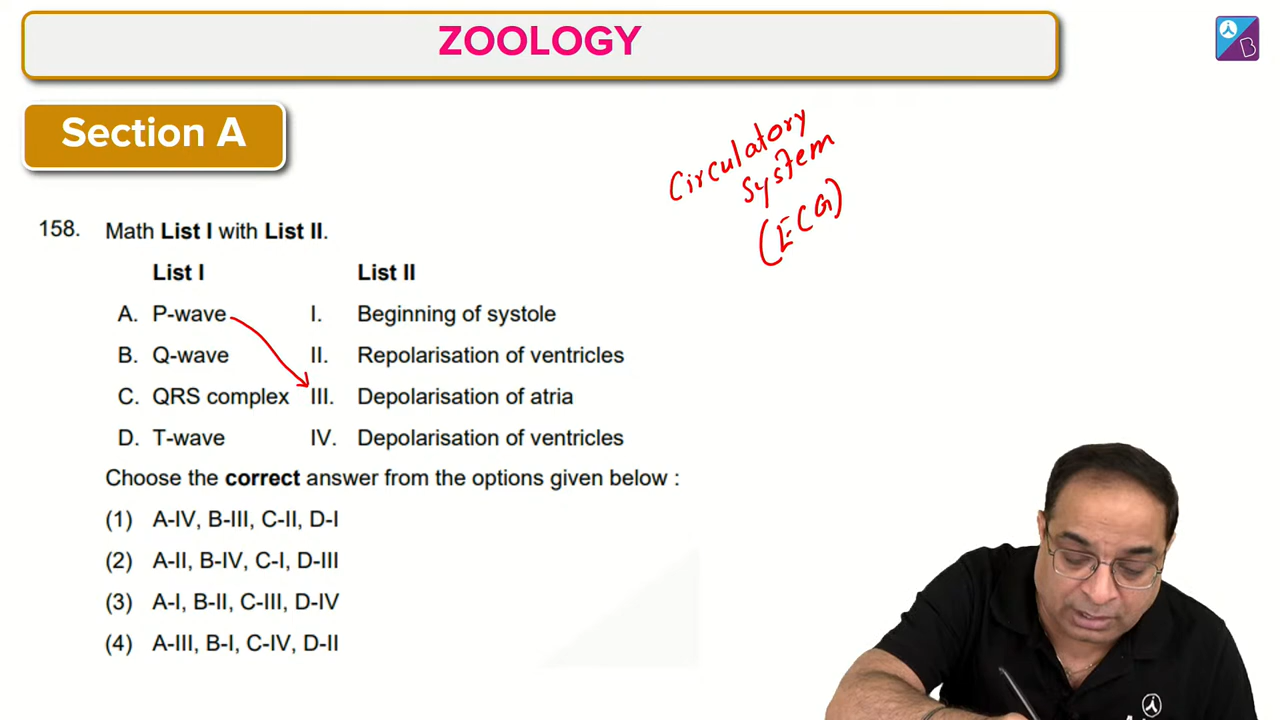 ZOOLOGY
Section A
Circulatory
System
(ECG)
158. Math List I with List II.
List I List II
A. P-wave I. Beginning of systole
B. Q-wave II. Repolarisation of ventricles
C. QRS complex III. Depolarisation of atria
D. T-wave IV. Depolarisation of ventricles
Choose the correct answer from the options given below :
(1) A-IV, B-III, C-II, D-I
(2) A-II, B-IV, C-I, D-III
(3) A-I, B-II, C-III, D-IV
(4) A-III, B-I, C-IV, D-II